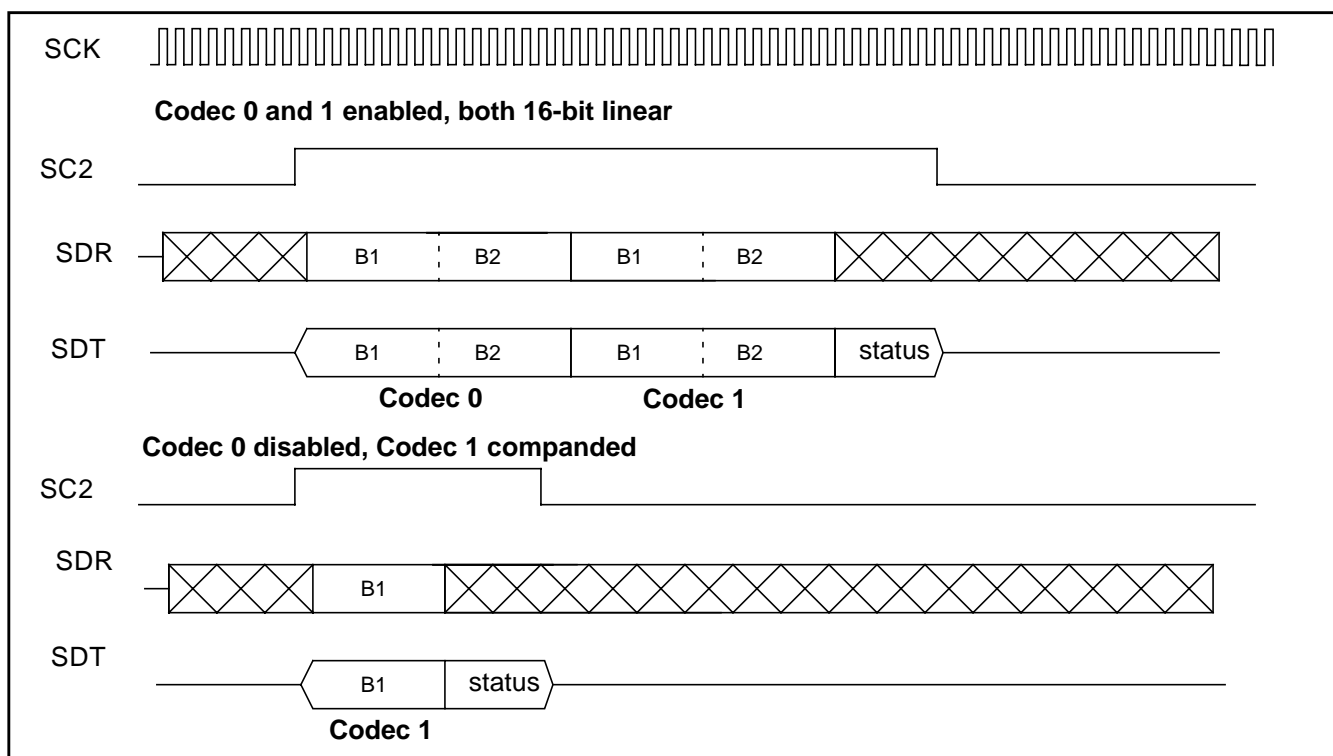 SCK
Codec 0 and 1 enabled, both 16-bit linear
SC2
SDR B1 B2 B1 B2
SDT B1 B2 B1 B2 status
Codec 0 Codec 1
Codec 0 disabled, Codec 1 companded
SC2
SDR B1
SDT B1 status
Codec 1